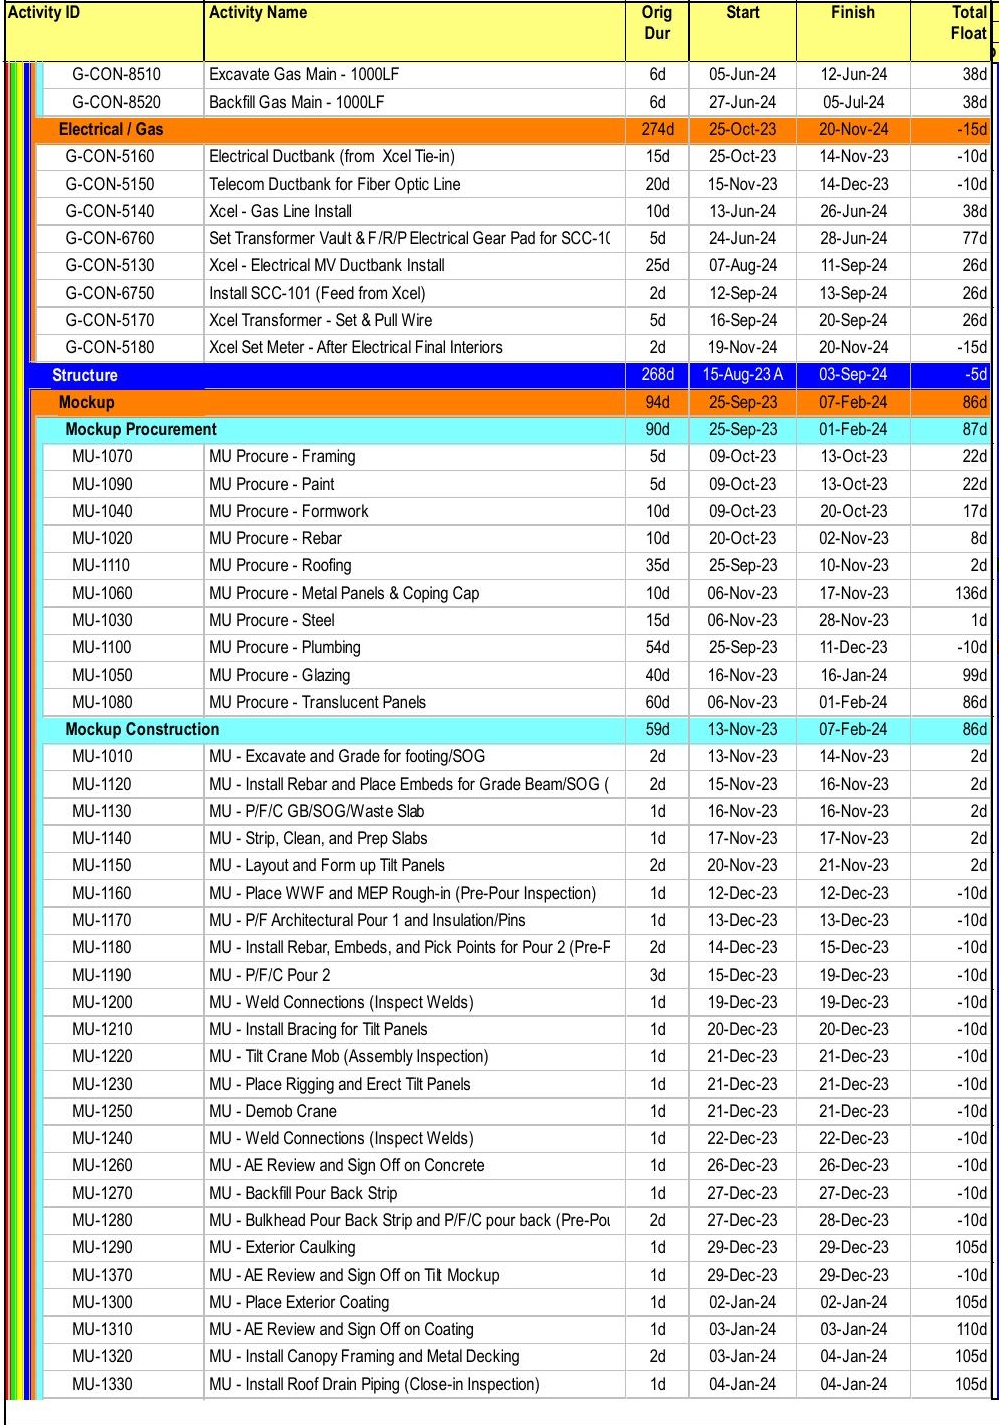 Activity ID Activity Name Orig Dur Start Finish Total Float
G-CON-8510 Excavate Gas Main - 1000LF 6d 05-Jun-24 12-Jun-24 38d
G-CON-8520 Backfill Gas Main - 1000LF 6d 27-Jun-24 05-Jul-24 38d
Electrical / Gas 274d 25-Oct-23 20-Nov-24 -15d
G-CON-5160 Electrical Ductbank (from Xcel Tie-in) 15d 25-Oct-23 14-Nov-23 -10d
G-CON-5150 Telecom Ductbank for Fiber Optic Line 20d 15-Nov-23 14-Dec-23 -10d
G-CON-5140 Xcel - Gas Line Install 10d 13-Jun-24 26-Jun-24 38d
G-CON-6760 Set Transformer Vault & F/R/P Electrical Gear Pad for SCC-10 5d 24-Jun-24 28-Jun-24 77d
G-CON-5130 Xcel - Electrical MV Ductbank Install 25d 07-Aug-24 11-Sep-24 26d
G-CON-6750 Install SCC-101 (Feed from Xcel) 2d 12-Sep-24 13-Sep-24 26d
G-CON-5170 Xcel Transformer - Set & Pull Wire 5d 16-Sep-24 20-Sep-24 26d
G-CON-5180 Xcel Set Meter - After Electrical Final Interiors 2d 19-Nov-24 20-Nov-24 -15d
Structure 268d 15-Aug-23 A 03-Sep-24 -5d
Mockup 94d 25-Sep-23 07-Feb-24 86d
Mockup Procurement 90d 25-Sep-23 01-Feb-24 87d
MU-1070 MU Procure - Framing 5d 09-Oct-23 13-Oct-23 22d
MU-1090 MU Procure - Paint 5d 09-Oct-23 13-Oct-23 22d
MU-1040 MU Procure - Formwork 10d 09-Oct-23 20-Oct-23 17d
MU-1020 MU Procure - Rebar 10d 20-Oct-23 02-Nov-23 8d
MU-1110 MU Procure - Roofing 35d 25-Sep-23 10-Nov-23 2d
MU-1060 MU Procure - Metal Panels & Coping Cap 10d 06-Nov-23 17-Nov-23 136d
MU-1030 MU Procure - Steel 15d 06-Nov-23 28-Nov-23 1d
MU-1100 MU Procure - Plumbing 54d 25-Sep-23 11-Dec-23 -10d
MU-1050 MU Procure - Glazing 40d 16-Nov-23 16-Jan-24 99d
MU-1080 MU Procure - Translucent Panels 60d 06-Nov-23 01-Feb-24 86d
Mockup Construction 59d 13-Nov-23 07-Feb-24 86d
MU-1010 MU - Excavate and Grade for footing/SOG 2d 13-Nov-23 14-Nov-23 2d
MU-1120 MU - Install Rebar and Place Embeds for Grade Beam/SOG ( 2d 15-Nov-23 16-Nov-23 2d
MU-1130 MU - P/F/C GB/SOG/Waste Slab 1d 16-Nov-23 16-Nov-23 2d
MU-1140 MU - Strip, Clean, and Prep Slabs 1d 17-Nov-23 17-Nov-23 2d
MU-1150 MU - Layout and Form up Tilt Panels 2d 20-Nov-23 21-Nov-23 2d
MU-1160 MU - Place WWF and MEP Rough-in (Pre-Pour Inspection) 1d 12-Dec-23 12-Dec-23 -10d
MU-1170 MU - P/F Architectural Pour 1 and Insulation/Pins 1d 13-Dec-23 13-Dec-23 -10d
MU-1180 MU - Install Rebar, Embeds, and Pick Points for Pour 2 (Pre-P 2d 14-Dec-23 15-Dec-23 -10d
MU-1190 MU - P/F/C Pour 2 3d 15-Dec-23 19-Dec-23 -10d
MU-1200 MU - Weld Connections (Inspect Welds) 1d 19-Dec-23 19-Dec-23 -10d
MU-1210 MU - Install Bracing for Tilt Panels 1d 20-Dec-23 20-Dec-23 -10d
MU-1220 MU - Tilt Crane Mob (Assembly Inspection) 1d 21-Dec-23 21-Dec-23 -10d
MU-1230 MU - Place Rigging and Erect Tilt Panels 1d 21-Dec-23 21-Dec-23 -10d
MU-1250 MU - Demob Crane 1d 21-Dec-23 21-Dec-23 -10d
MU-1240 MU - Weld Connections (Inspect Welds) 1d 22-Dec-23 22-Dec-23 -10d
MU-1260 MU - AE Review and Sign Off on Concrete 1d 26-Dec-23 26-Dec-23 -10d
MU-1270 MU - Backfill Pour Back Strip 1d 27-Dec-23 27-Dec-23 -10d
MU-1280 MU - Bulkhead Pour Back Strip and P/F/C pour back (Pre-Pou 2d 27-Dec-23 28-Dec-23 -10d
MU-1290 MU - Exterior Caulking 1d 29-Dec-23 29-Dec-23 105d
MU-1370 MU - AE Review and Sign Off on Tilt Mockup 1d 29-Dec-23 29-Dec-23 -10d
MU-1300 MU - Place Exterior Coating 1d 02-Jan-24 02-Jan-24 105d
MU-1310 MU - AE Review and Sign Off on Coating 1d 03-Jan-24 03-Jan-24 110d
MU-1320 MU - Install Canopy Framing and Metal Decking 2d 03-Jan-24 04-Jan-24 105d
MU-1330 MU - Install Roof Drain Piping (Close-in Inspection) 1d 04-Jan-24 04-Jan-24 105d